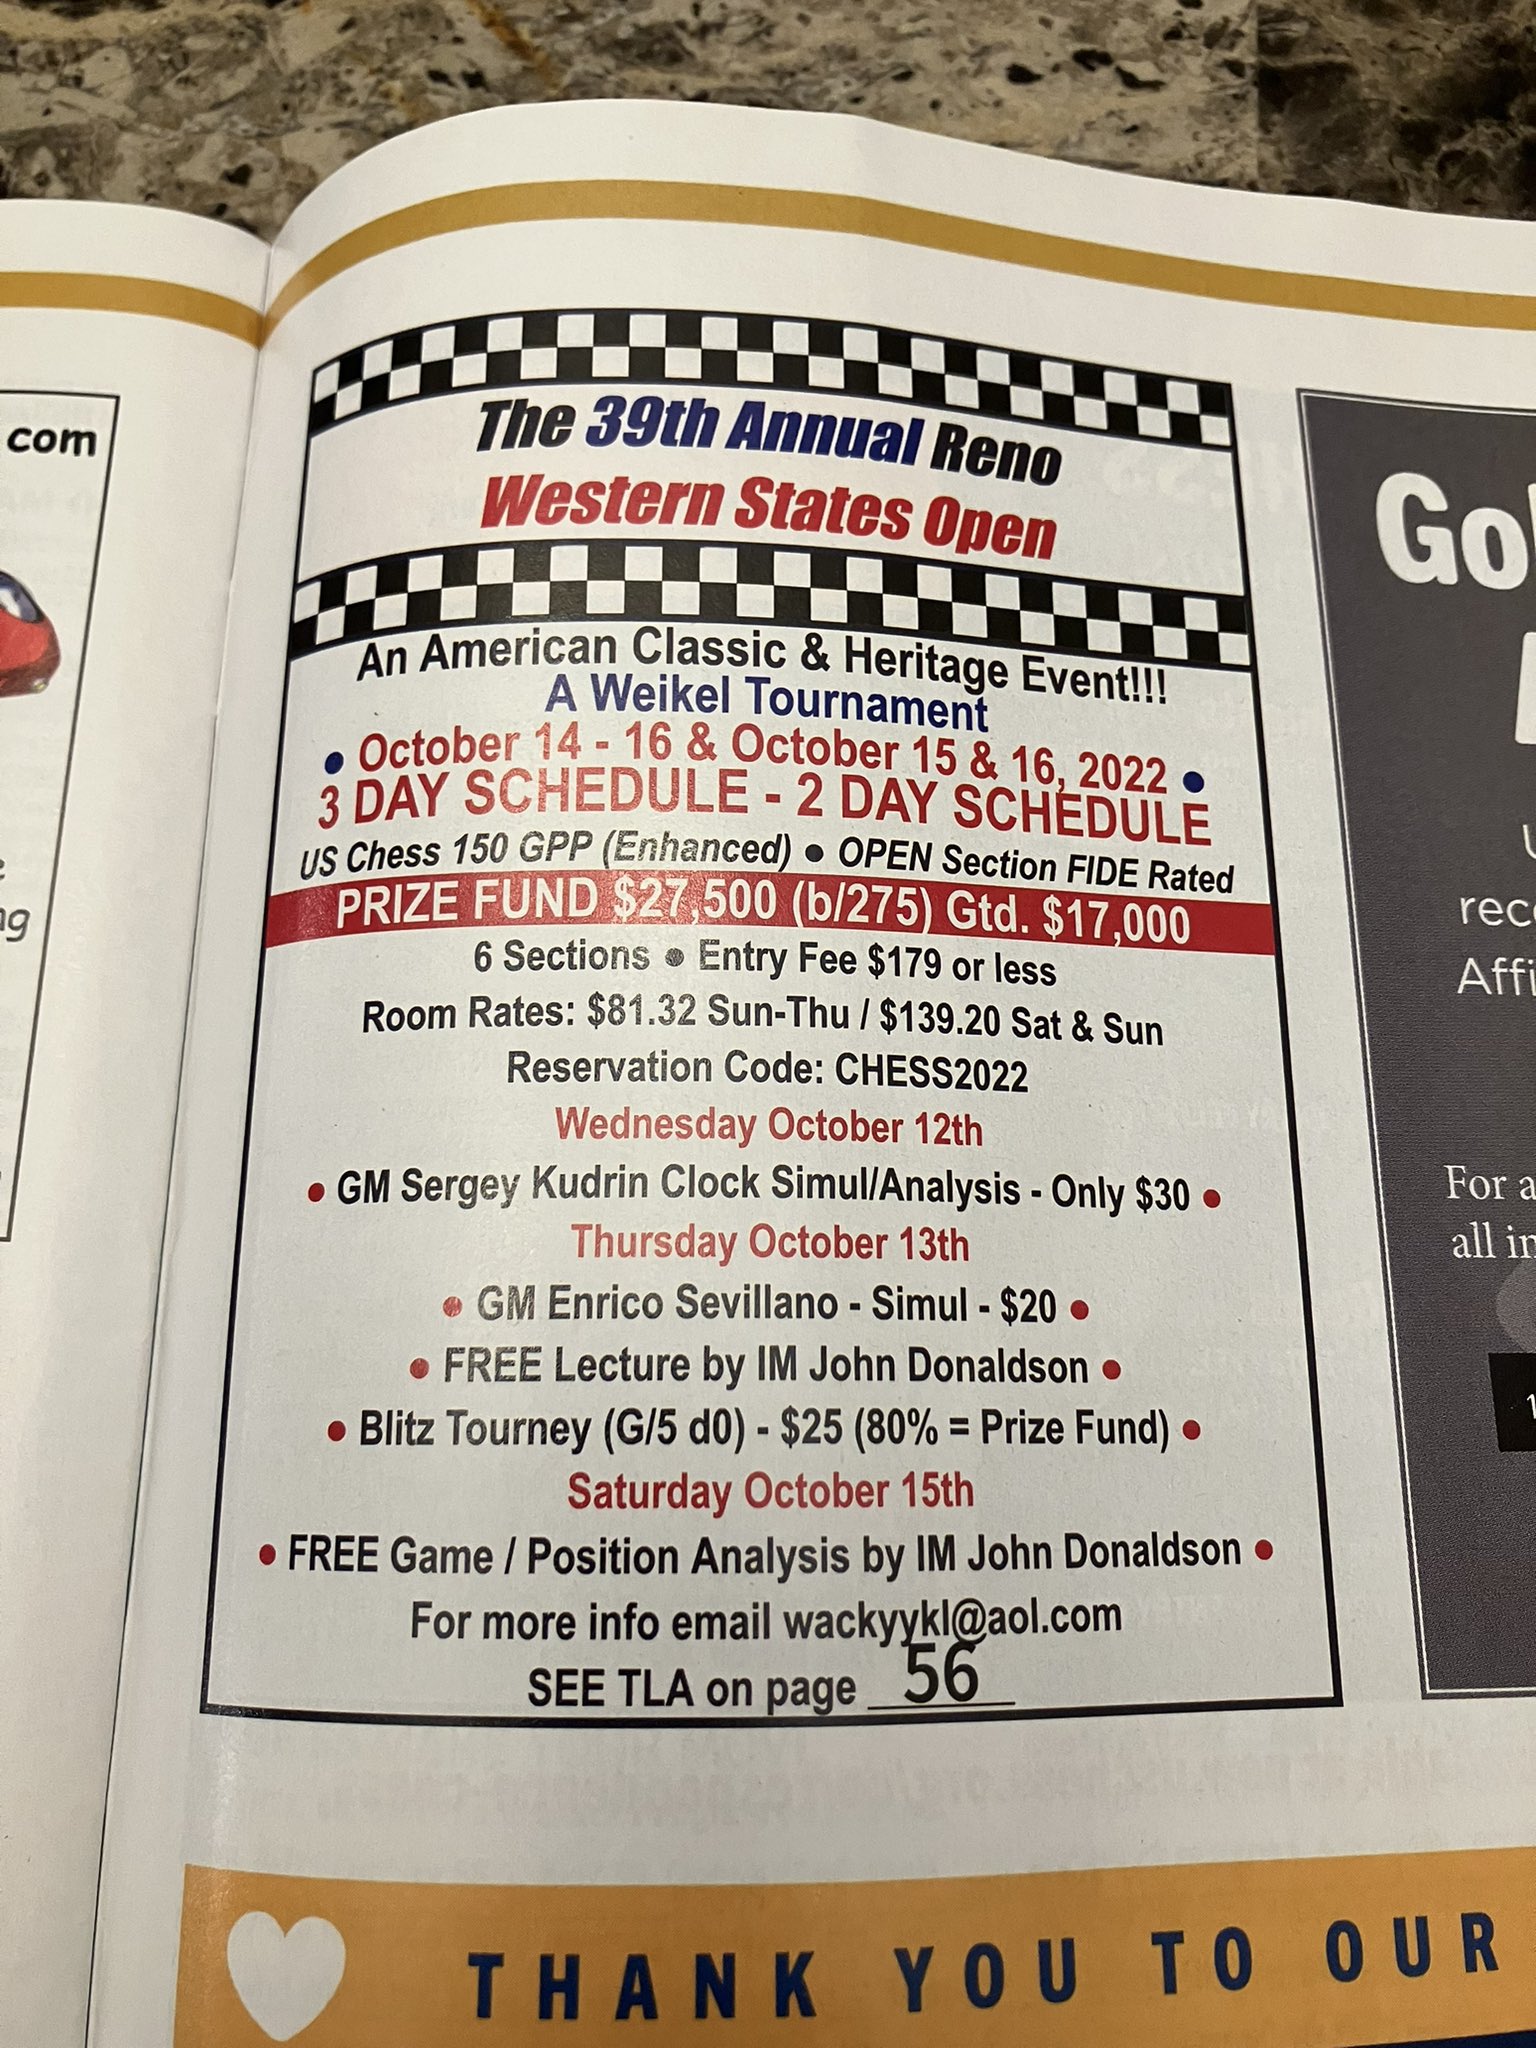 com
The 39th Annual Reno
Western States Open
An American Classic & Heritage Event!!!
A Weikel Tournament
• October 14 - 16 & October 15 & 16, 2022 •
3 DAY SCHEDULE - 2 DAY SCHEDULE
US Chess 150 GPP (Enhanced) • OPEN Section FIDE Rated
PRIZE FUND $27,500 (b/275) Gtd. $17,000
6 Sections • Entry Fee $179 or less
Room Rates: $81.32 Sun-Thu / $139.20 Sat & Sun
Reservation Code: CHESS2022
Wednesday October 12th
• GM Sergey Kudrin Clock Simul/Analysis - Only $30 •
Thursday October 13th
• GM Enrico Sevillano - Simul - $20 •
• FREE Lecture by IM John Donaldson •
• Blitz Tourney (G/5 d0) - $25 (80% = Prize Fund) •
Saturday October 15th
• FREE Game / Position Analysis by IM John Donaldson •
For more info email wackyykl@aol.com
SEE TLA on page 56
For a
all in
THANK YOU TO OUR